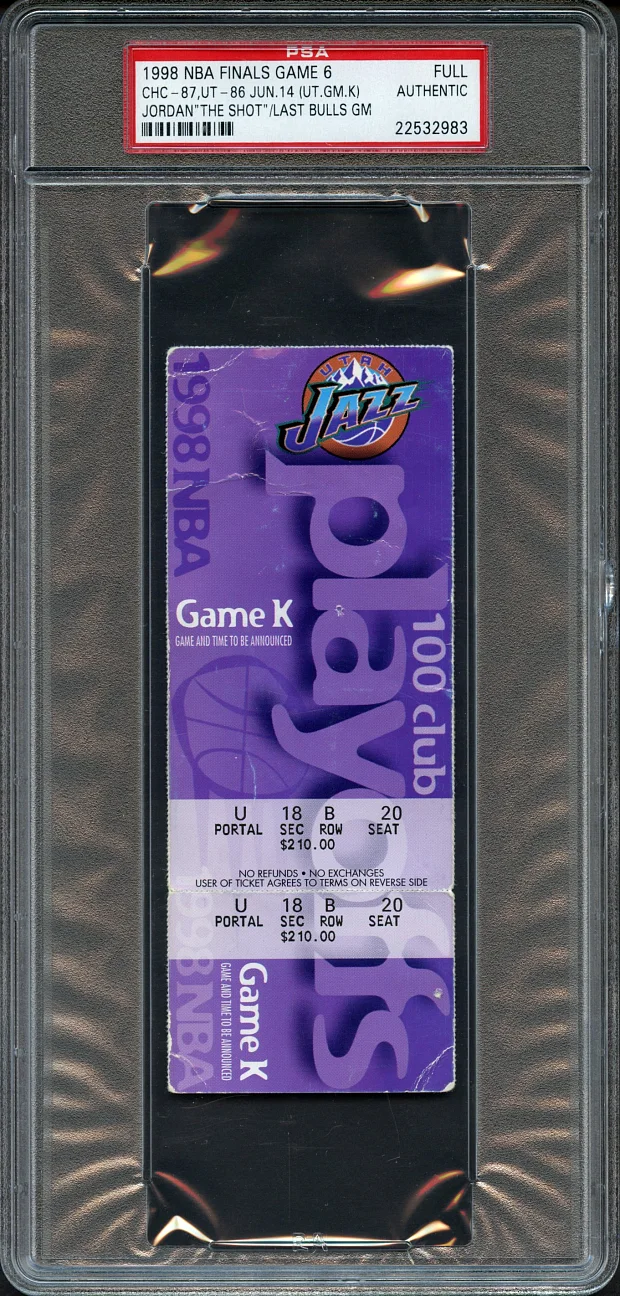 PSA
1998 NBA FINALS GAME 6 FULL
CHC-87,UT-86 JUN.14 (UT.GM.K) AUTHENTIC
JORDAN"THE SHOT"/LAST BULLS GM
22532983
UTAH
JAZZ
1998 NBA
playoffs
100 club
Game K
GAME AND TIME TO BE ANNOUNCED
U 18 B 20
PORTAL SEC ROW SEAT
$210.00
NO REFUNDS • NO EXCHANGES
USER OF TICKET AGREES TO TERMS ON REVERSE SIDE
U 18 B 20
PORTAL SEC ROW SEAT
$210.00
1998 NBA
Game K
GAME AND TIME TO BE ANNOUNCED